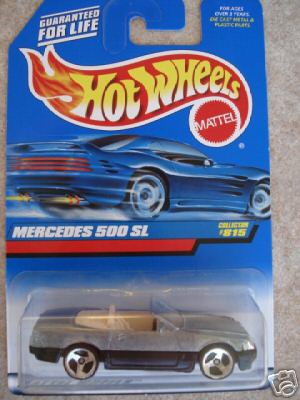 GUARANTEED
FOR LIFE
FOR AGES
OVER 3 YEARS
DIE CAST METAL &
PLASTIC PARTS
Hot Wheels
®
MATTEL
MERCEDES 500 SL
COLLECTOR
#815